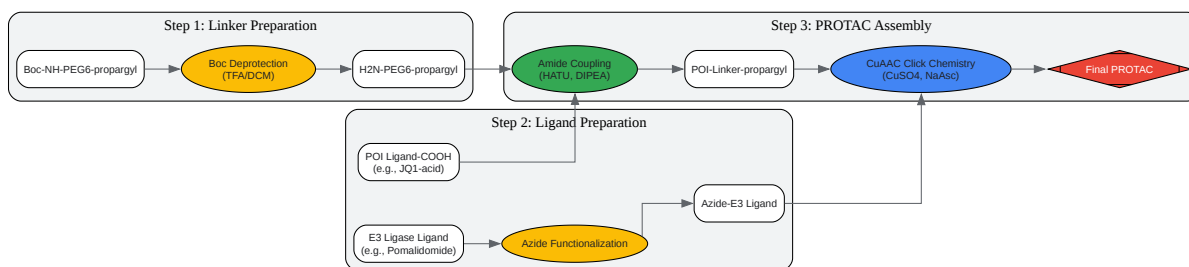 Step 1: Linker Preparation
Boc-NH-PEG6-propargyl
Boc Deprotection
(TFA/DCM)
H2N-PEG6-propargyl
Step 3: PROTAC Assembly
Amide Coupling
(HATU, DIPEA)
POI-Linker-propargyl
CuAAC Click Chemistry
(CuSO4, NaAsc)
Final PROTAC
Step 2: Ligand Preparation
POI Ligand-COOH
(e.g., JQ1-acid)
E3 Ligase Ligand
(e.g., Pomalidomide)
Azide Functionalization
Azide-E3 Ligand